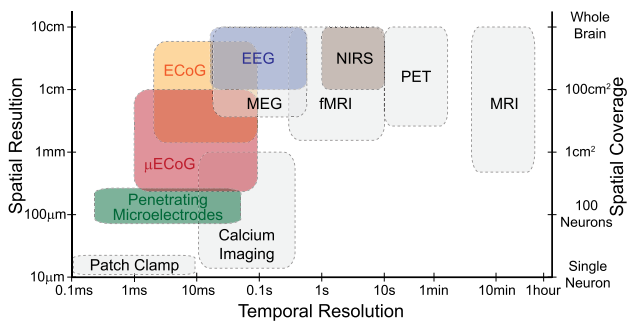 10cm
1cm
1mm
100μm
10μm
Spatial Resultion
0.1ms
1ms
10ms
0.1s
1s
10s
1min
10min
1hour
Temporal Resolution
Whole
Brain
100cm²
1cm²
100
Neurons
Single
Neuron
Spatial Coverage
ECoG
EEG
MEG
NIRS
fMRI
PET
MRI
μECoG
Penetrating
Microelectrodes
Calcium
Imaging
Patch Clamp